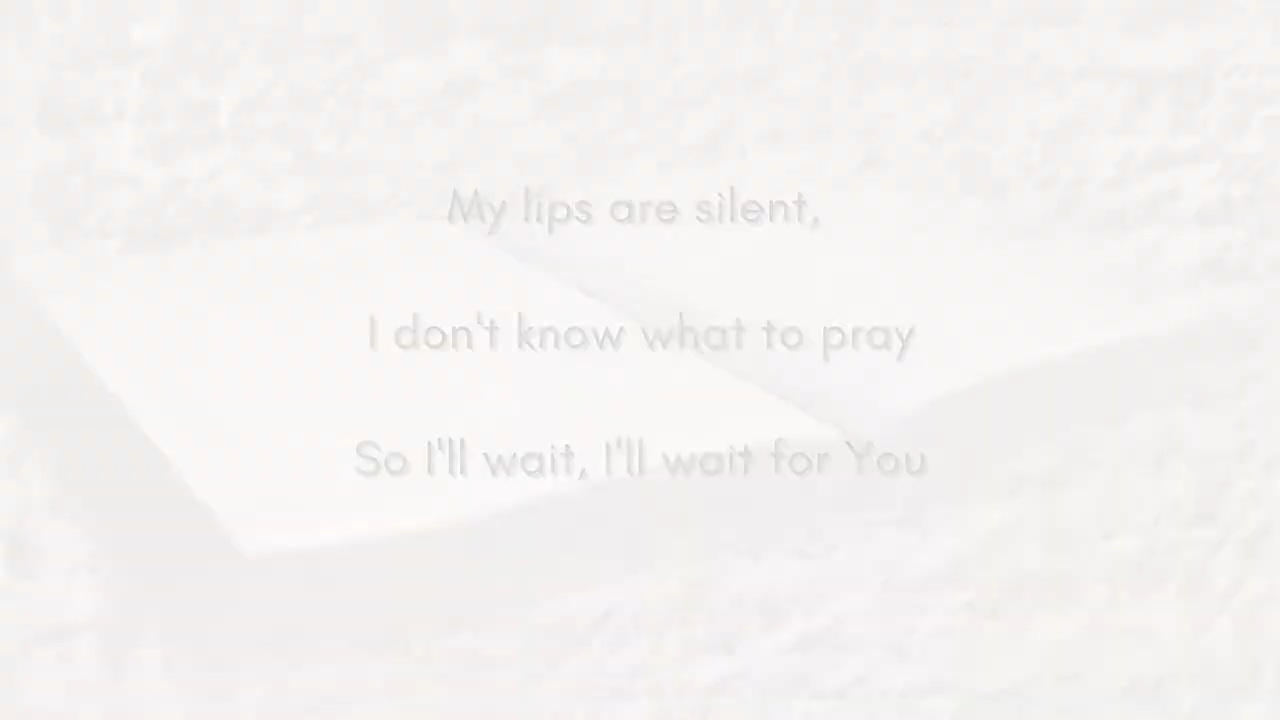 My lips are silent,
I don't know what to pray
So I'll wait, I'll wait for You